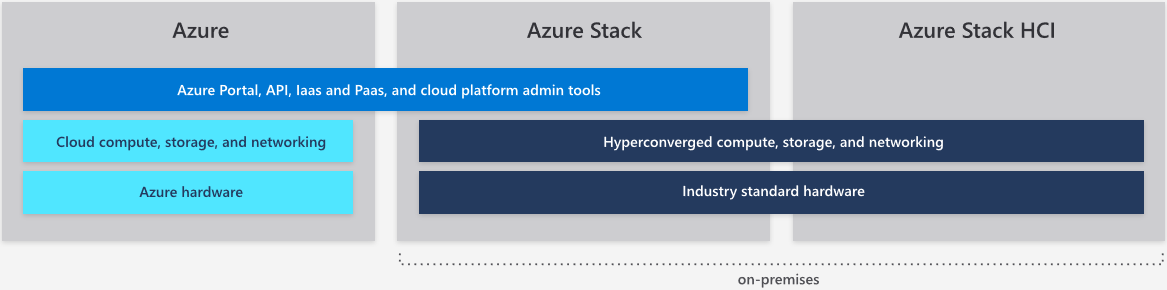 Azure
Azure Stack
Azure Stack HCI
Azure Portal, API, Iaas and Paas, and cloud platform admin tools
Cloud compute, storage, and networking
Hyperconverged compute, storage, and networking
Azure hardware
Industry standard hardware
on-premises